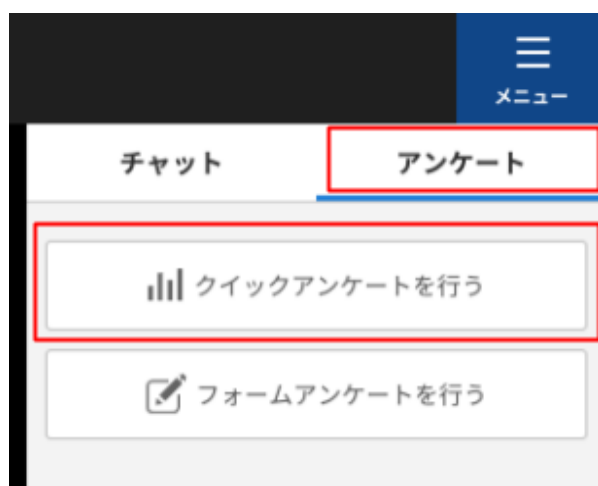 メニュー
チャット
アンケート
クイックアンケートを行う
フォームアンケートを行う